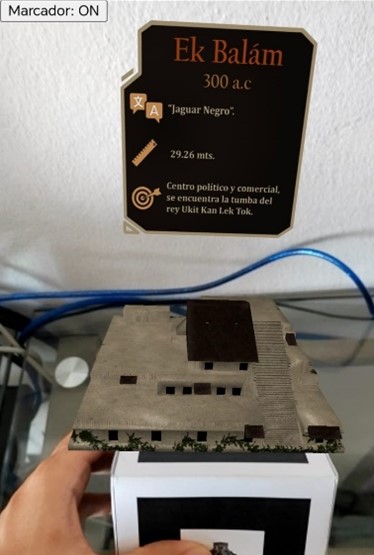 Marcador: ON
Ek Balám
300 a.c
文 A
"Jaguar Negro".
29.26 mts.
Centro político y comercial,
se encuentra la tumba del
rey Ukit Kan Lek Tok.